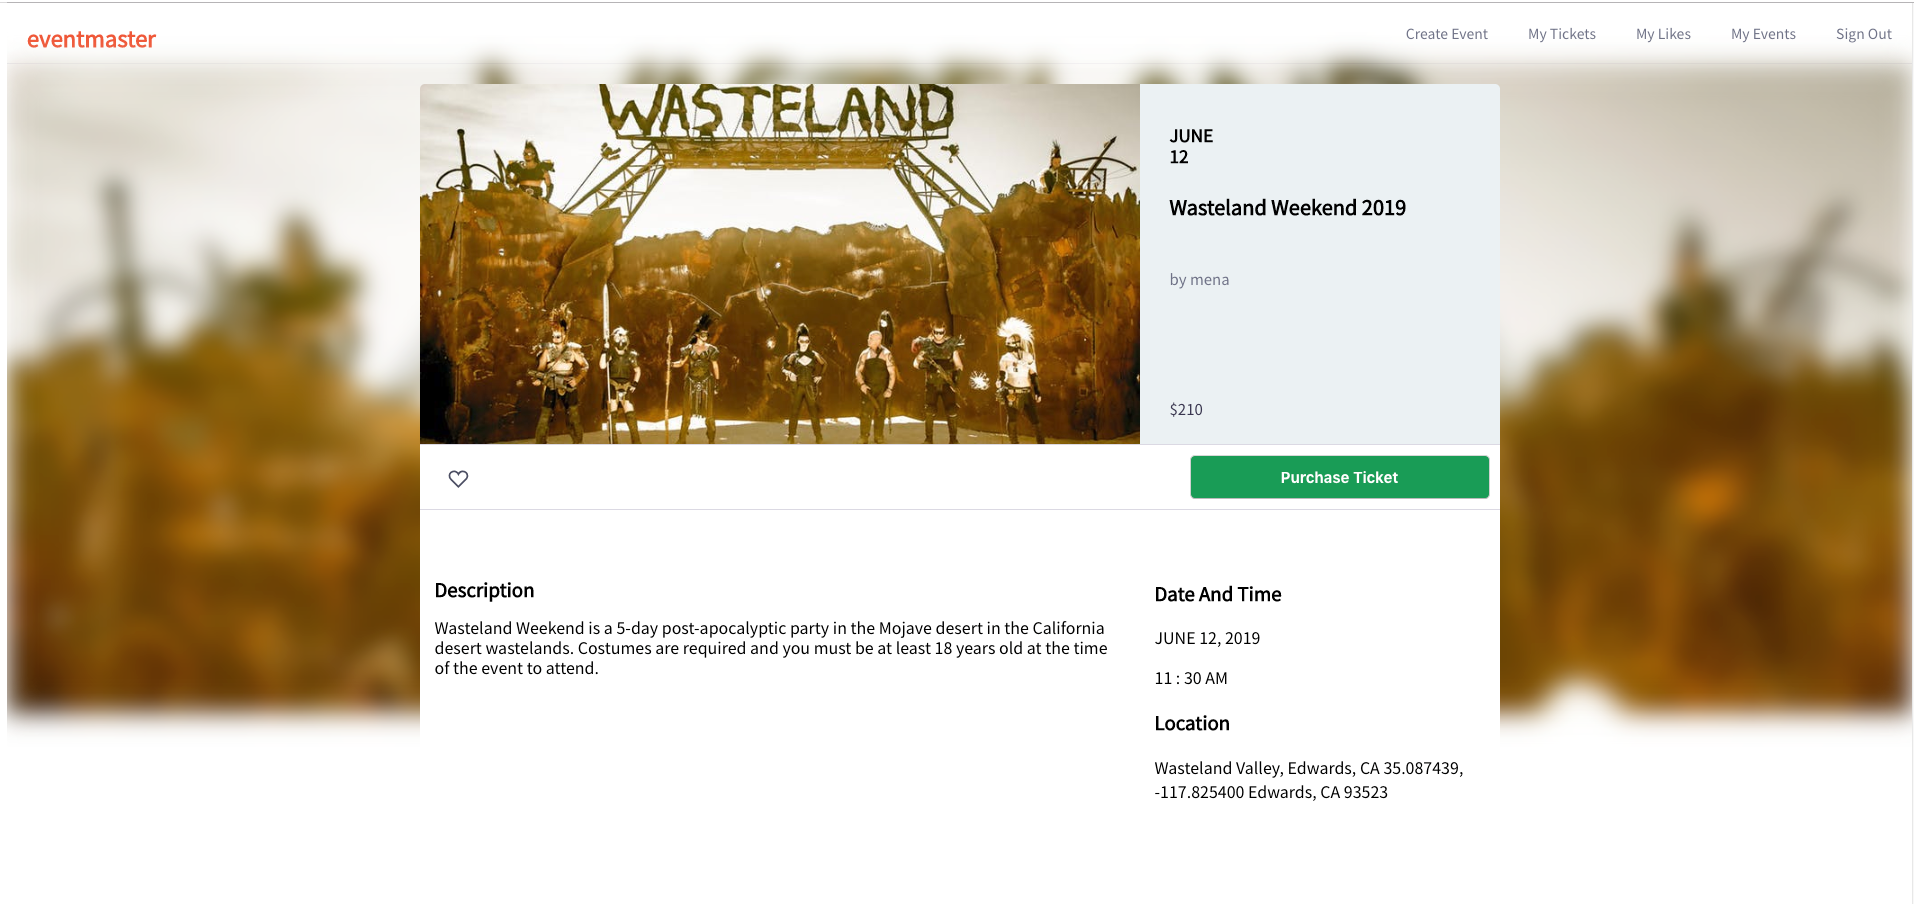 eventmaster
Create Event
My Tickets
My Likes
My Events
Sign Out
WASTELAND
JUNE
12
Wasteland Weekend 2019
by mena
$210
Purchase Ticket
Description
Wasteland Weekend is a 5-day post-apocalyptic party in the Mojave desert in the California
desert wastelands. Costumes are required and you must be at least 18 years old at the time
of the event to attend.
Date And Time
JUNE 12, 2019
11 : 30 AM
Location
Wasteland Valley, Edwards, CA 35.087439,
-117.825400 Edwards, CA 93523